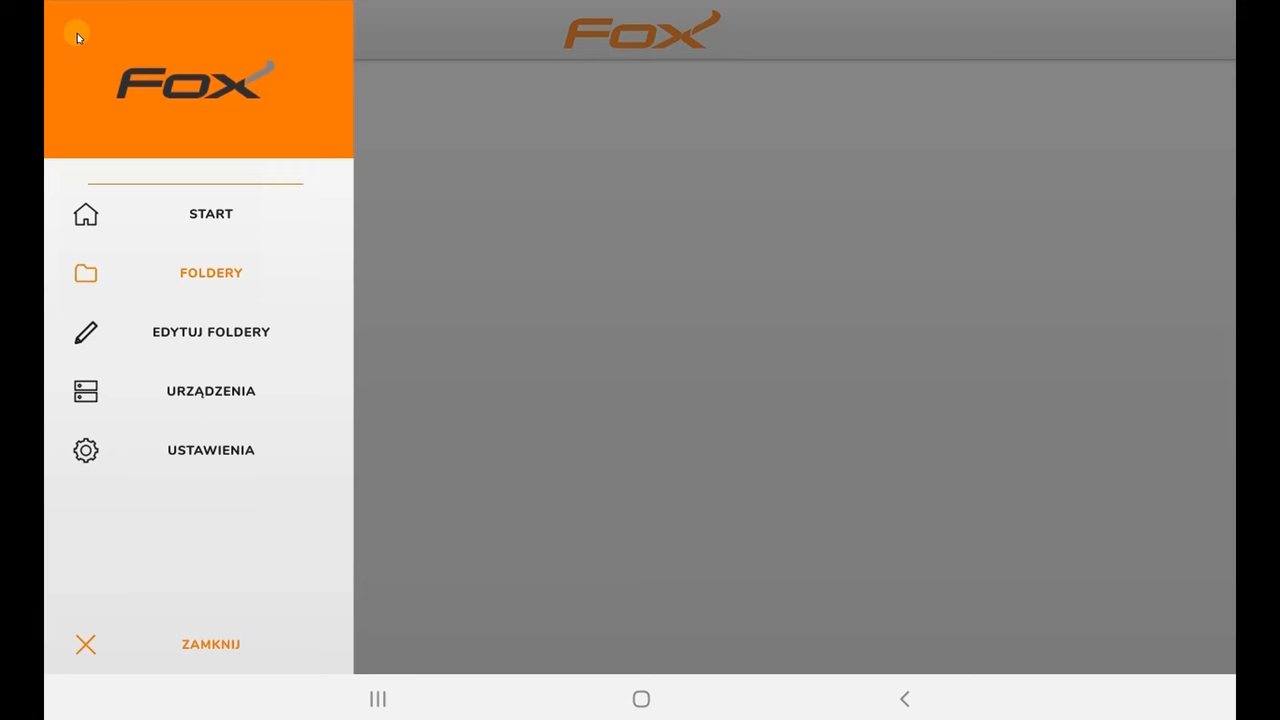 Fox
Fox
START
FOLDERY
EDYTUJ FOLDERY
URZĄDZENIA
USTAWIENIA
ZAMKNIJ